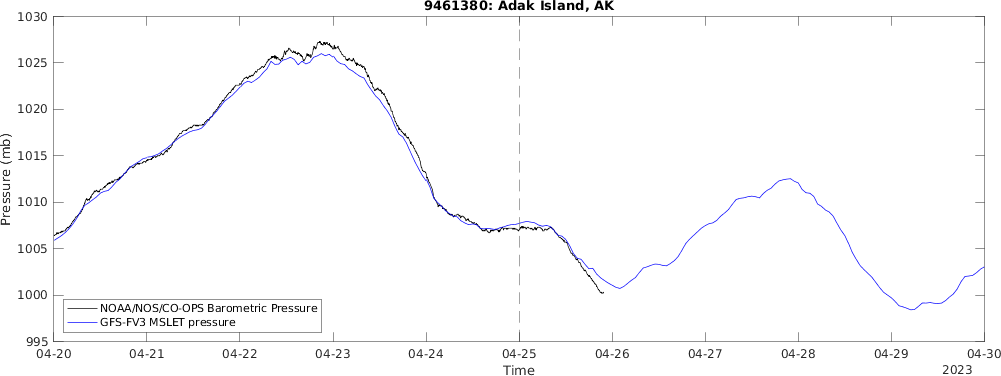 9461380: Adak Island, AK
Pressure (mb)
1030
1025
1020
1015
1010
1005
1000
995
NOAA/NOS/CO-OPS Barometric Pressure
GFS-FV3 MSLET pressure
04-20 04-21 04-22 04-23 04-24 04-25 04-26 04-27 04-28 04-29 04-30
Time
2023